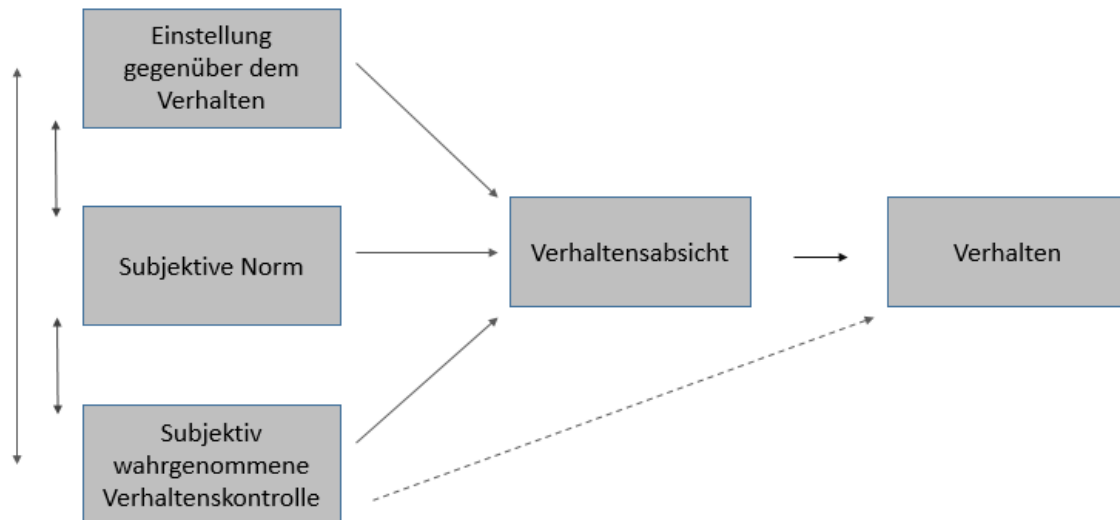 Einstellung
gegenüber dem
Verhalten
Subjektive Norm
Verhaltensabsicht
Verhalten
Subjektiv
wahrgenommene
Verhaltenskontrolle